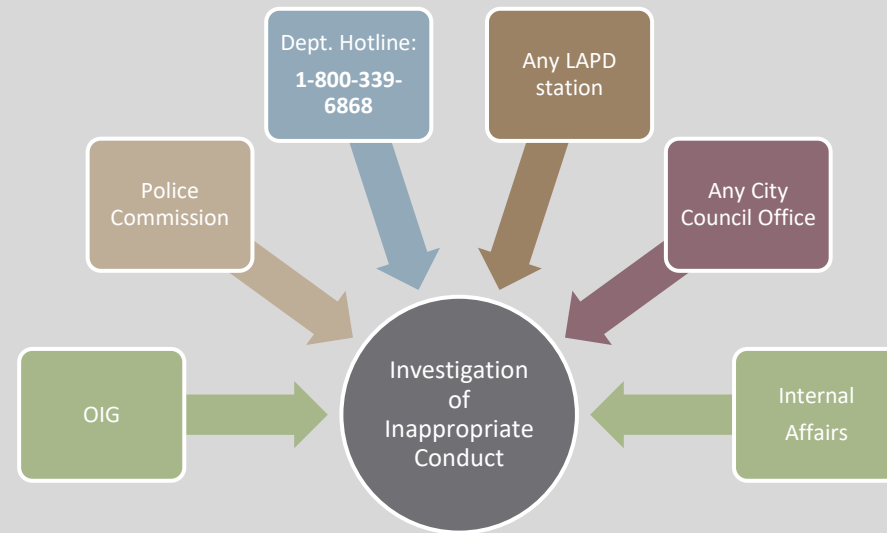 Dept. Hotline:
1-800-339-
6868
Any LAPD
station
Police
Commission
Any City
Council Office
OIG
Investigation
of
Inappropriate
Conduct
Internal
Affairs